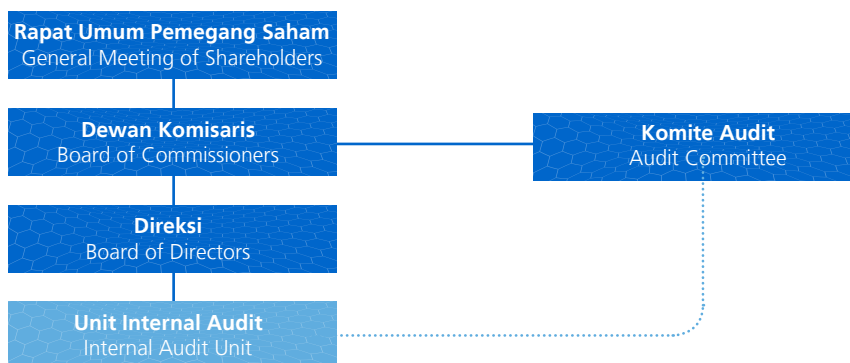 Rapat Umum Pemegang Saham
General Meeting of Shareholders
Dewan Komisaris
Board of Commissioners
Komite Audit
Audit Committee
Direksi
Board of Directors
Unit Internal Audit
Internal Audit Unit